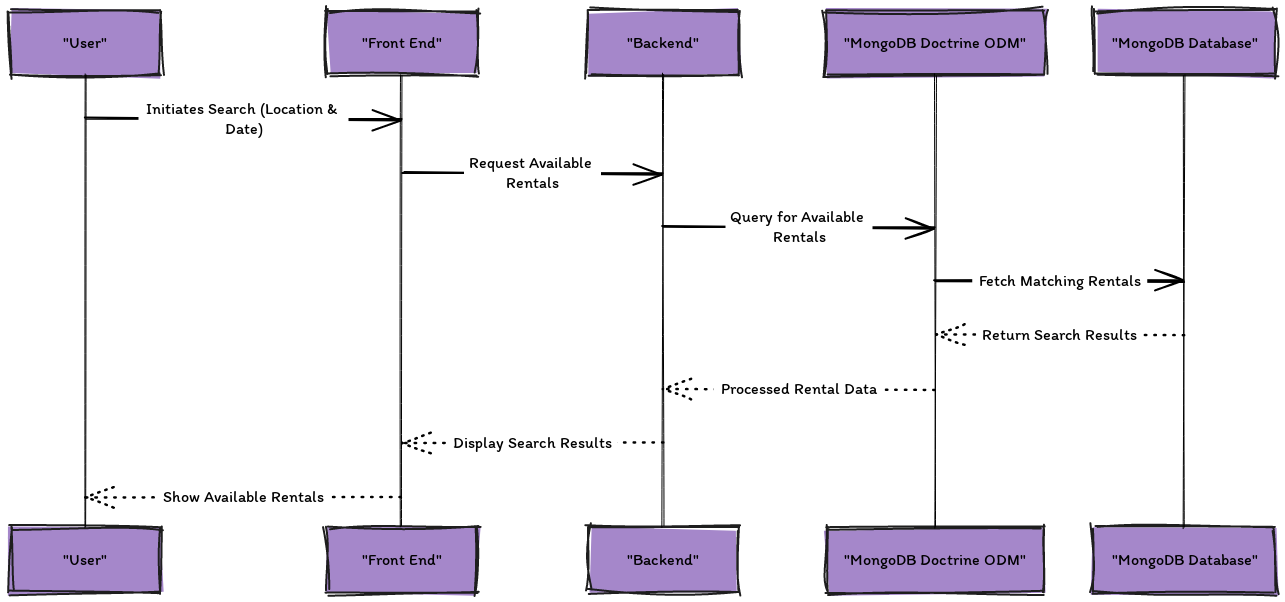 "User"
"Front End"
"Backend"
"MongoDB Doctrine ODM"
"MongoDB Database"
Initiates Search (Location &
Date)
Request Available
Rentals
Query for Available
Rentals
Fetch Matching Rentals
Return Search Results
Processed Rental Data
Display Search Results
Show Available Rentals
"User"
"Front End"
"Backend"
"MongoDB Doctrine ODM"
"MongoDB Database"